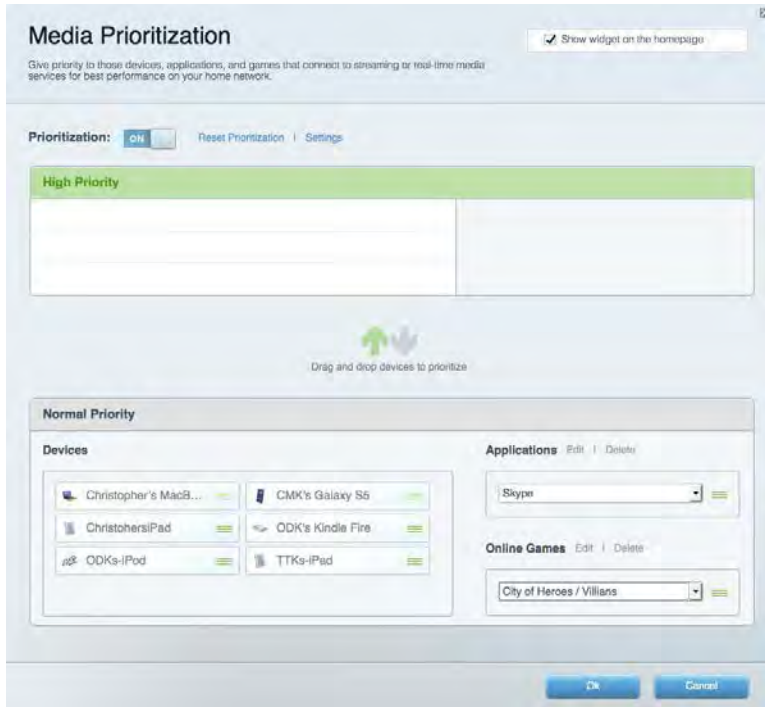 Media Prioritization
Show widget on the homepage
Give priority to those devices, applications, and games that connect to streaming or real-time media
services for best performance on your home network.
Prioritization: ON Reset Prioritization | Settings
High Priority
Drag and drop devices to prioritize
Normal Priority
Devices
Christopher's MacB...
CMK's Galaxy S5
ChristohersiPad
ODK's Kindle Fire
ODKs-iPod
TTKs-iPad
Applications Edit | Delete
Skype
Online Games Edit | Delete
City of Heroes / Villians
Ok
Cancel